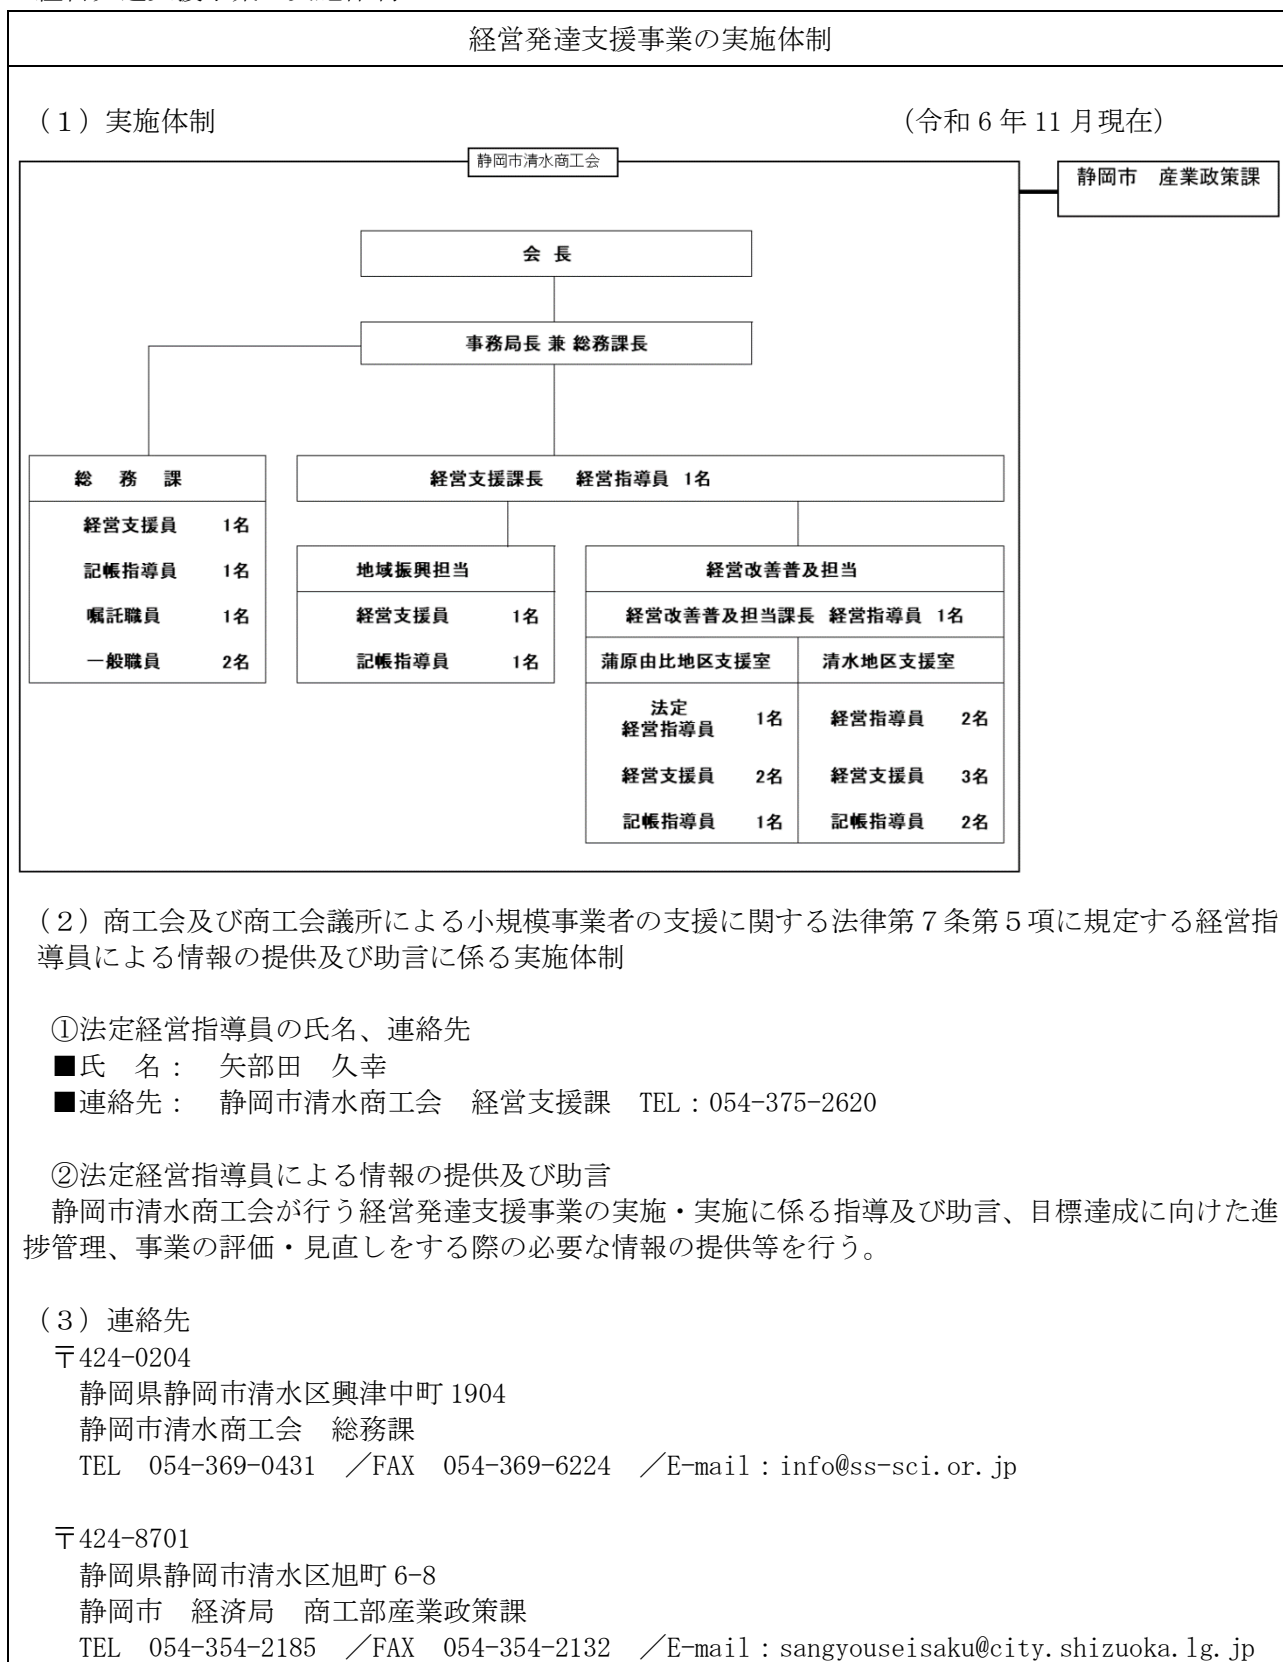 経営発達支援事業の実施体制
（１）実施体制　（令和 6 年 11 月現在）
静岡市清水商工会
静岡市　産業政策課
会 長
事務局長 兼 総務課長
総　務　課
経営支援員　1名
記帳指導員　1名
嘱託職員　1名
一般職員　2名
経営支援課長　経営指導員 1名
地域振興担当
経営支援員　1名
記帳指導員　1名
経営改善普及担当
経営改善普及担当課長 経営指導員 1名
蒲原由比地区支援室
法定
経営指導員　1名
経営支援員　2名
記帳指導員　1名
清水地区支援室
経営指導員　2名
経営支援員　3名
記帳指導員　2名
（２）商工会及び商工会議所による小規模事業者の支援に関する法律第７条第５項に規定する経営指
導員による情報の提供及び助言に係る実施体制
①法定経営指導員の氏名、連絡先
■氏　名：　矢部田　久幸
■連絡先：　静岡市清水商工会　経営支援課　TEL：054-375-2620
②法定経営指導員による情報の提供及び助言
静岡市清水商工会が行う経営発達支援事業の実施・実施に係る指導及び助言、目標達成に向けた進
捗管理、事業の評価・見直しをする際の必要な情報の提供等を行う。
（３）連絡先
〒424-0204
静岡県静岡市清水区興津中町 1904
静岡市清水商工会　総務課
TEL　054-369-0431　／FAX　054-369-6224　／E-mail：info@ss-sci.or.jp
〒424-8701
静岡県静岡市清水区旭町 6-8
静岡市　経済局　商工部産業政策課
TEL　054-354-2185　／FAX　054-354-2132　／E-mail：sangyouseisaku@city.shizuoka.lg.jp